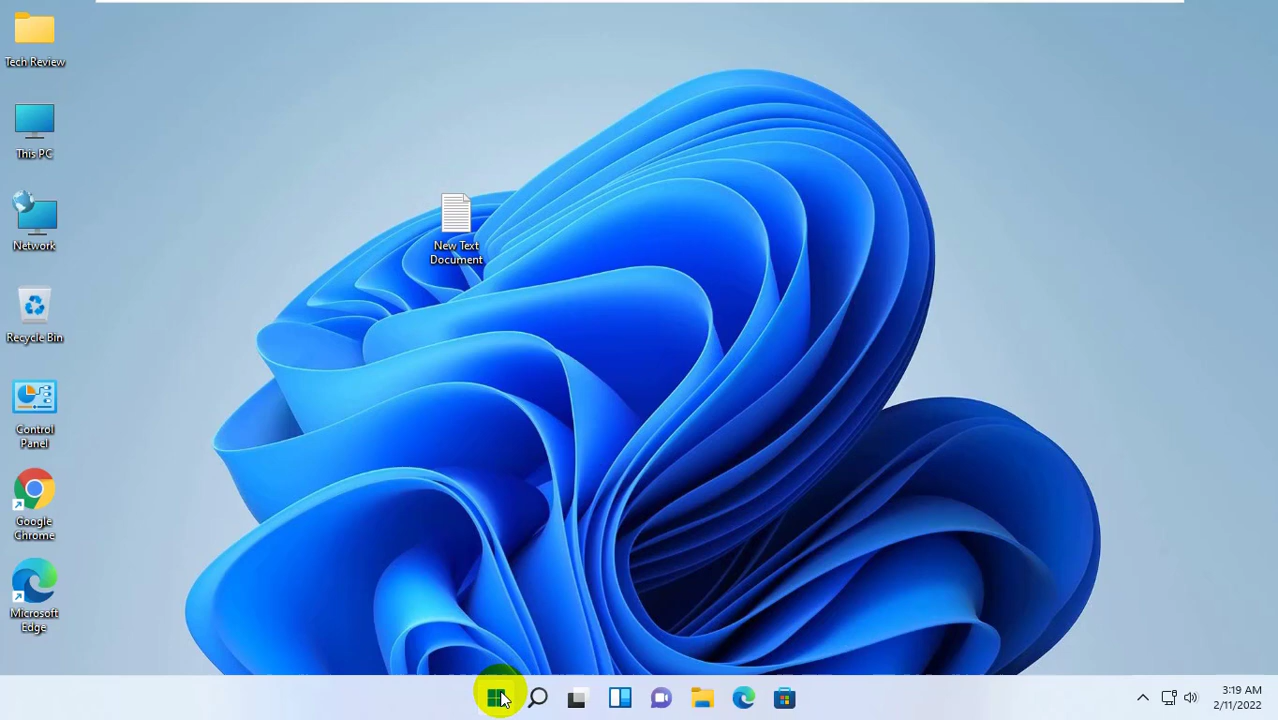 Tech Review
This PC
Network
Recycle Bin
Control
Panel
Google
Chrome
Microsoft
Edge
New Text
Document
3:19 AM
2/11/2022